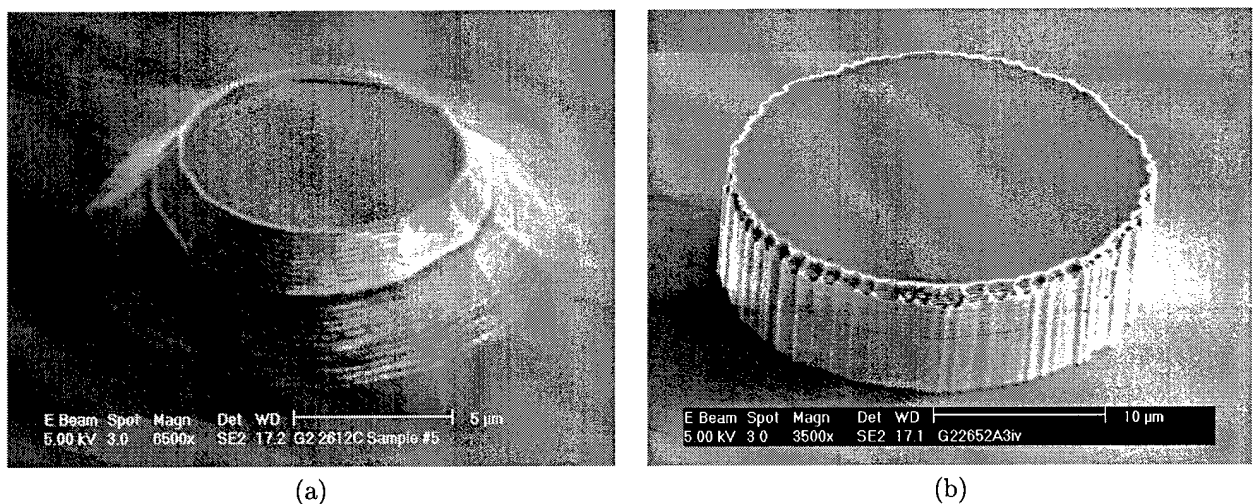 E Beam Spot Magn Det WD 5 µm
5.00 kV 3.0 6500x SE2 17.2 G2 2612C Sample #5
E Beam Spot Magn Det WD 10 µm
5.00 kV 3.0 3500x SE2 17.1 G22652A3iv
(a)
(b)